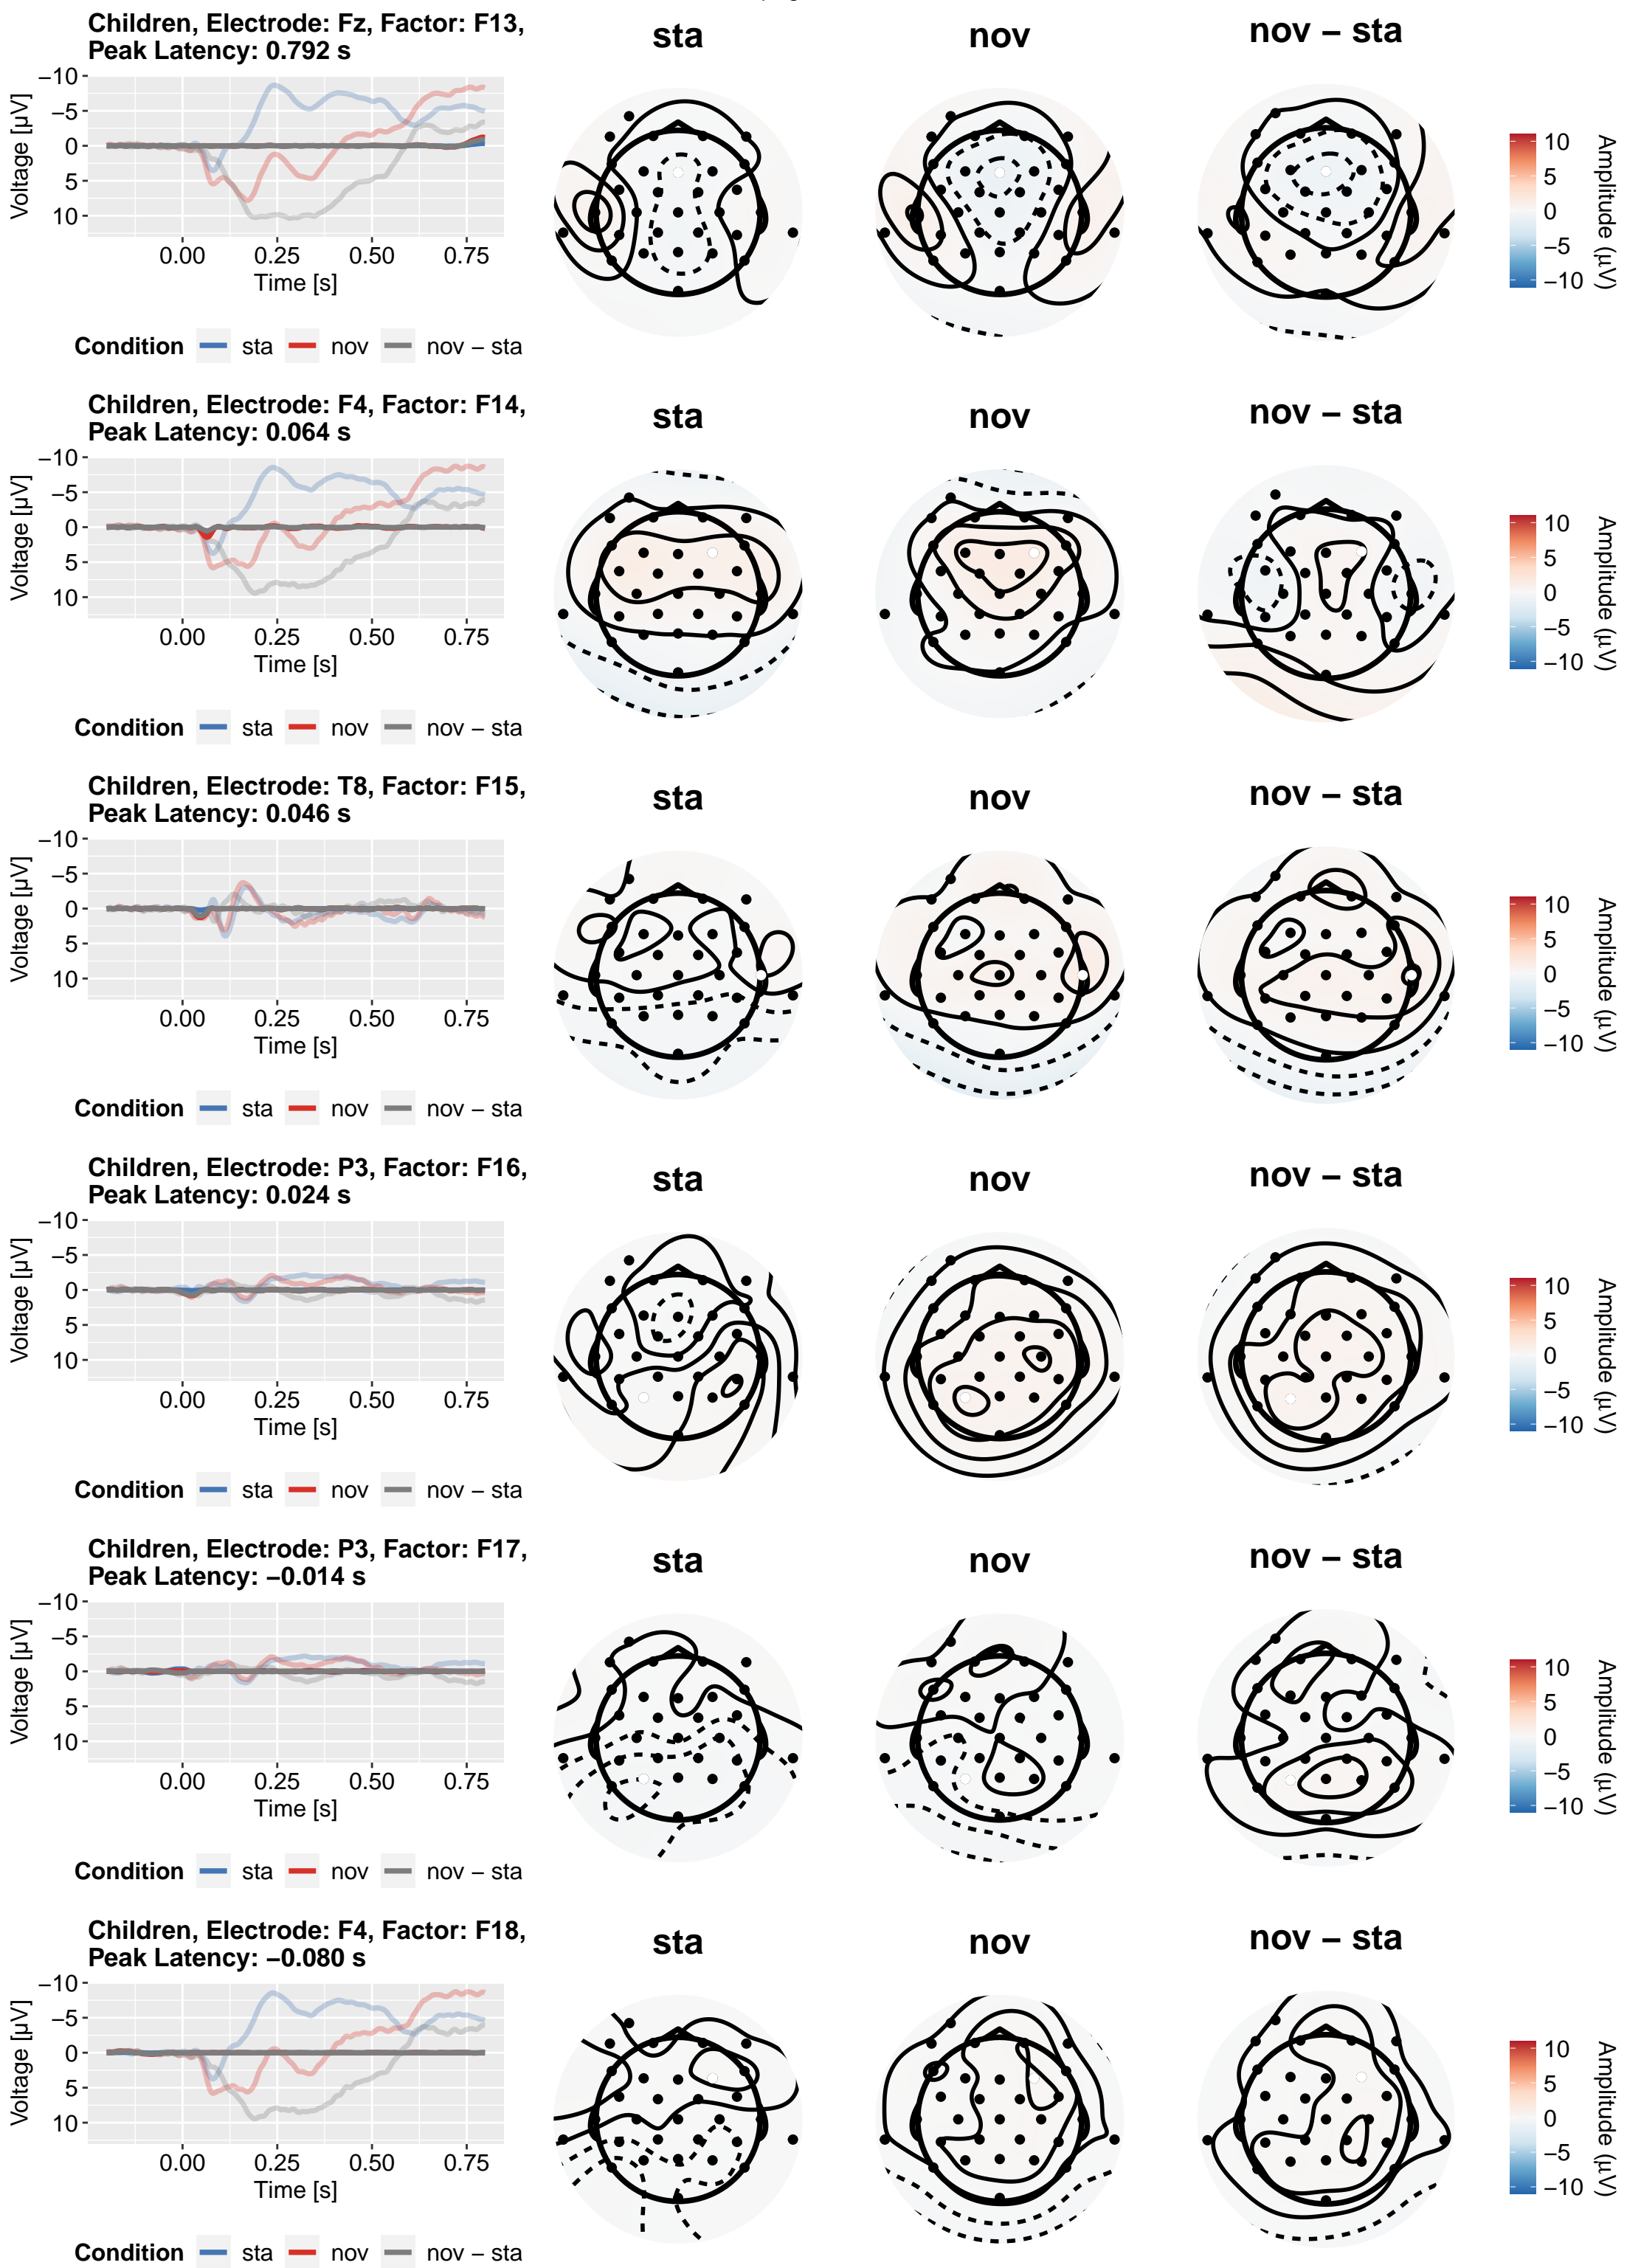 Children, Electrode: Fz, Factor: F13,
Peak Latency: 0.792 s
sta
nov
nov – sta
Voltage [µV]
–10
–5
0
5
10
0.00 0.25 0.50 0.75
Time [s]
Condition sta nov nov – sta
10
5
0
–5
–10
Amplitude (µV)
Children, Electrode: F4, Factor: F14,
Peak Latency: 0.064 s
sta
nov
nov – sta
Voltage [µV]
–10
–5
0
5
10
0.00 0.25 0.50 0.75
Time [s]
Condition sta nov nov – sta
10
5
0
–5
–10
Amplitude (µV)
Children, Electrode: T8, Factor: F15,
Peak Latency: 0.046 s
sta
nov
nov – sta
Voltage [µV]
–10
–5
0
5
10
0.00 0.25 0.50 0.75
Time [s]
Condition sta nov nov – sta
10
5
0
–5
–10
Amplitude (µV)
Children, Electrode: P3, Factor: F16,
Peak Latency: 0.024 s
sta
nov
nov – sta
Voltage [µV]
–10
–5
0
5
10
0.00 0.25 0.50 0.75
Time [s]
Condition sta nov nov – sta
10
5
0
–5
–10
Amplitude (µV)
Children, Electrode: P3, Factor: F17,
Peak Latency: –0.014 s
sta
nov
nov – sta
Voltage [µV]
–10
–5
0
5
10
0.00 0.25 0.50 0.75
Time [s]
Condition sta nov nov – sta
10
5
0
–5
–10
Amplitude (µV)
Children, Electrode: F4, Factor: F18,
Peak Latency: –0.080 s
sta
nov
nov – sta
Voltage [µV]
–10
–5
0
5
10
0.00 0.25 0.50 0.75
Time [s]
Condition sta nov nov – sta
10
5
0
–5
–10
Amplitude (µV)